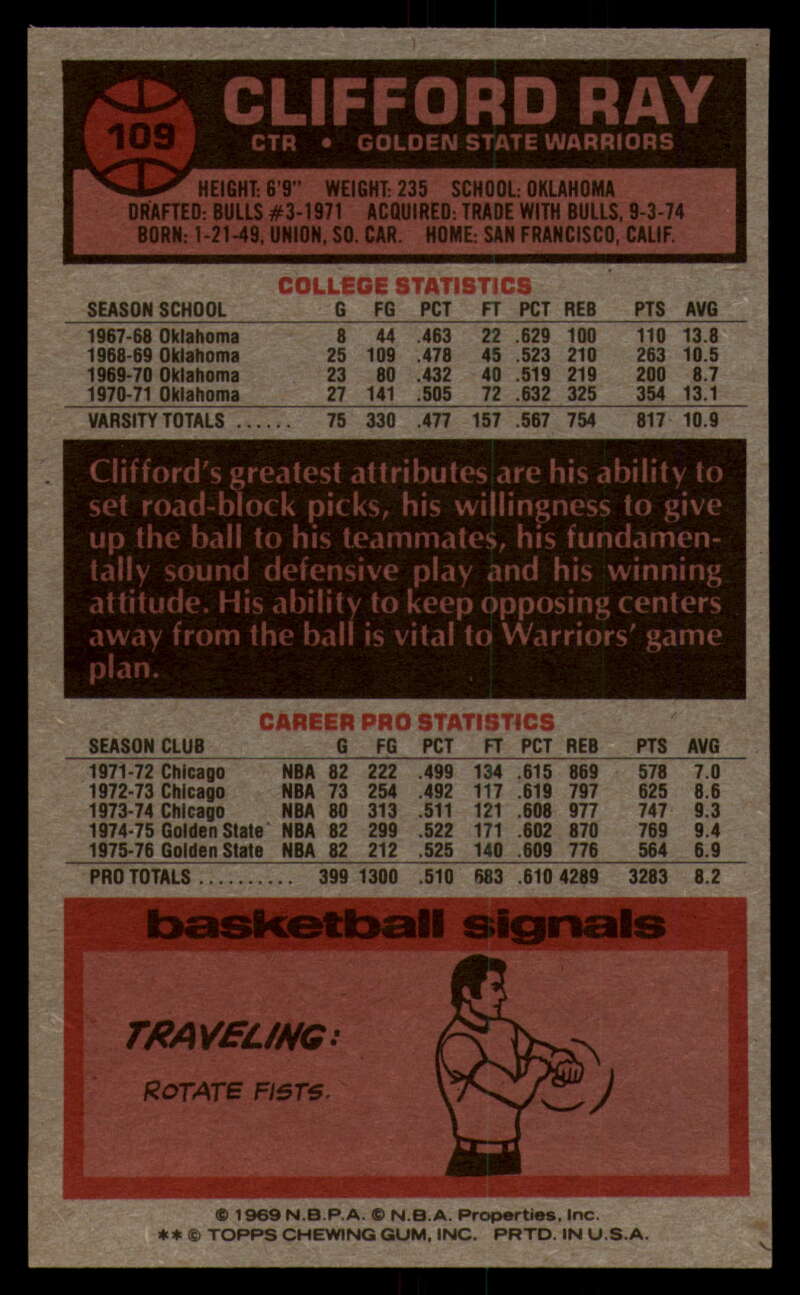 109
CLIFFORD RAY
CTR • GOLDEN STATE WARRIORS
HEIGHT: 6'9" WEIGHT: 235 SCHOOL: OKLAHOMA
DRAFTED: BULLS #3-1971 ACQUIRED: TRADE WITH BULLS, 9-3-74
BORN: 1-21-49, UNION, SO. CAR. HOME: SAN FRANCISCO, CALIF.
COLLEGE STATISTICS
SEASON SCHOOL G FG PCT FT PCT REB PTS AVG
1967-68 Oklahoma 8 44 .463 22 .629 100 110 13.8
1968-69 Oklahoma 25 109 .478 45 .523 210 263 10.5
1969-70 Oklahoma 23 80 .432 40 .519 219 200 8.7
1970-71 Oklahoma 27 141 .505 72 .632 325 354 13.1
VARSITY TOTALS ...... 75 330 .477 157 .567 754 817 10.9
Clifford's greatest attributes are his ability to
set road-block picks, his willingness to give
up the ball to his teammates, his fundamen-
tally sound defensive play and his winning
attitude. His ability to keep opposing centers
away from the ball is vital to Warriors' game
plan.
CAREER PRO STATISTICS
SEASON CLUB G FG PCT FT PCT REB PTS AVG
1971-72 Chicago NBA 82 222 .499 134 .615 869 578 7.0
1972-73 Chicago NBA 73 254 .492 117 .619 797 625 8.6
1973-74 Chicago NBA 80 313 .511 121 .608 977 747 9.3
1974-75 Golden State NBA 82 299 .522 171 .602 870 769 9.4
1975-76 Golden State NBA 82 212 .525 140 .609 776 564 6.9
PRO TOTALS .......... 399 1300 .510 683 .610 4289 3283 8.2
basketball signals
TRAVELING:
ROTATE FISTS.
© 1969 N.B.P.A. © N.B.A. Properties, Inc.
** © TOPPS CHEWING GUM, INC. PRTD. IN U.S.A.